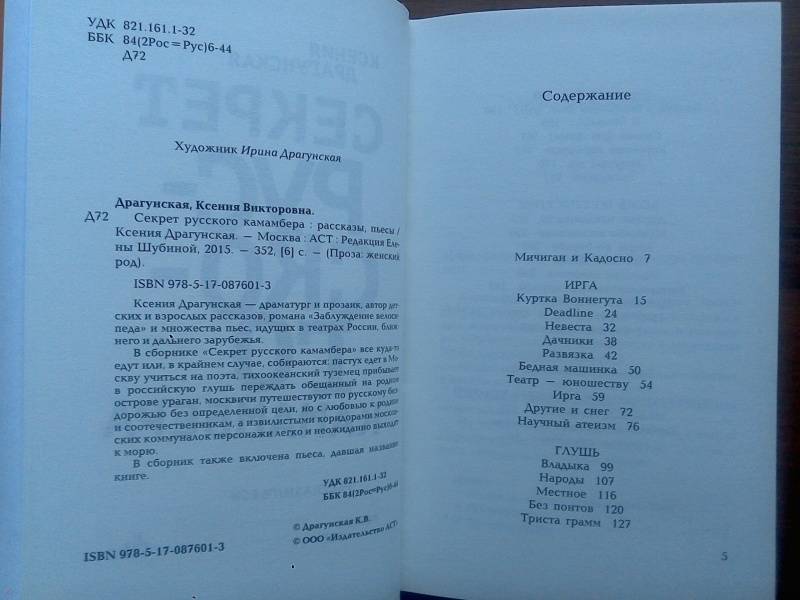 УДК 821.161.1-32
ББК 84(2Рос=Рус)6-44
Д72
Художник Ирина Драгунская
Драгунская, Ксения Викторовна.
Д72 Секрет русского камамбера : рассказы, пьесы /
Ксения Драгунская. — Москва : АСТ : Редакция Еле-
ны Шубиной, 2015. — 352, [6] с. — (Проза: женский
род).
ISBN 978-5-17-087601-3
Ксения Драгунская — драматург и прозаик, автор дет-
ских и взрослых рассказов, романа «Заблуждение велоси-
педа» и множества пьес, идущих в театрах России, ближ-
него и дальнего зарубежья.
В сборнике «Секрет русского камамбера» все куда-то
едут или, в крайнем случае, собираются: пастух едет в Мо-
скву учиться на поэта, тихоокеанский туземец прибывает
в российскую глушь переждать обещанный на родном
острове ураган, москвичи путешествуют по русскому без-
дорожью без определенной цели, но с любовью к родине
и соотечественникам, а извилистыми коридорами москов-
ских коммуналок персонажи легко и неожиданно выходят
к морю.
В сборник также включена пьеса, давшая название
книге.
УДК 821.161.1-32
ББК 84(2Рос=Рус)6-44
© Драгунская К.В.
© ООО «Издательство АСТ»
ISBN 978-5-17-087601-3
КСЕНИЯ
ДРАГУНСКАЯ
СЕКРЕТ
РУС-
Содержание
Мичиган и Кадосно 7
ИРГА
Куртка Воннегута 15
Deadline 24
Невеста 32
Дачники 38
Развязка 42
Бедная машинка 50
Театр — юношеству 54
Ирга 59
Другие и снег 72
Научный атеизм 76
ГЛУШЬ
Владыка 99
Народы 107
Местное 116
Без понтов 120
Триста грамм 127
5